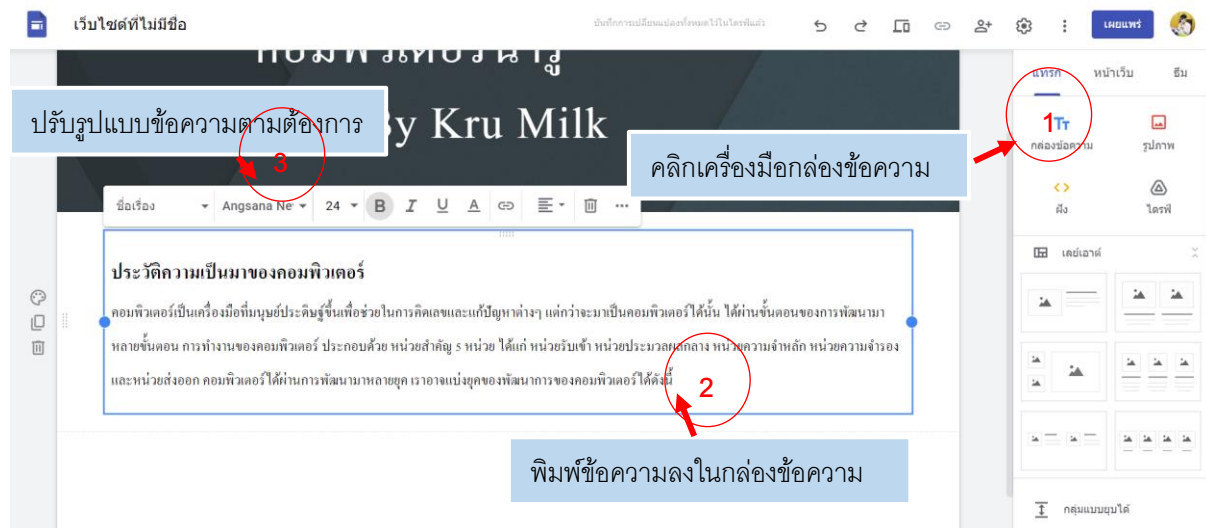 เว็บไซต์ที่ไม่มีชื่อ
บันทึกการเปลี่ยนแปลงทั้งหมดไว้ในไดรฟ์แล้ว
เผยแพร่
แทรก หน้าเว็บ ธีม
ปรับรูปแบบข้อความตามต้องการ
By Kru Milk
3
คลิกเครื่องมือกล่องข้อความ
1
Tт
กล่องข้อความ รูปภาพ
ฝัง ไดรฟ์
ชื่อเรื่อง Angsana Ne 24 B I U A
เลย์เอาต์
ประวัติความเป็นมาของคอมพิวเตอร์
คอมพิวเตอร์เป็นเครื่องมือที่มนุษย์ประดิษฐ์ขึ้นเพื่อช่วยในการคิดเลขและแก้ปัญหาต่างๆ แต่กว่าจะมาเป็นคอมพิวเตอร์ได้นั้น ได้ผ่านขั้นตอนของการพัฒนามา
หลายขั้นตอน การทำงานของคอมพิวเตอร์ ประกอบด้วย หน่วยสำคัญ 5 หน่วย ได้แก่ หน่วยรับเข้า หน่วยประมวลผลกลาง หน่วยความจำหลัก หน่วยความจำรอง
และหน่วยส่งออก คอมพิวเตอร์ได้ผ่านการพัฒนามาหลายยุค เราอาจแบ่งยุคของพัฒนาการของคอมพิวเตอร์ได้ดังนี้
2
พิมพ์ข้อความลงในกล่องข้อความ
กลุ่มแบบยุบได้